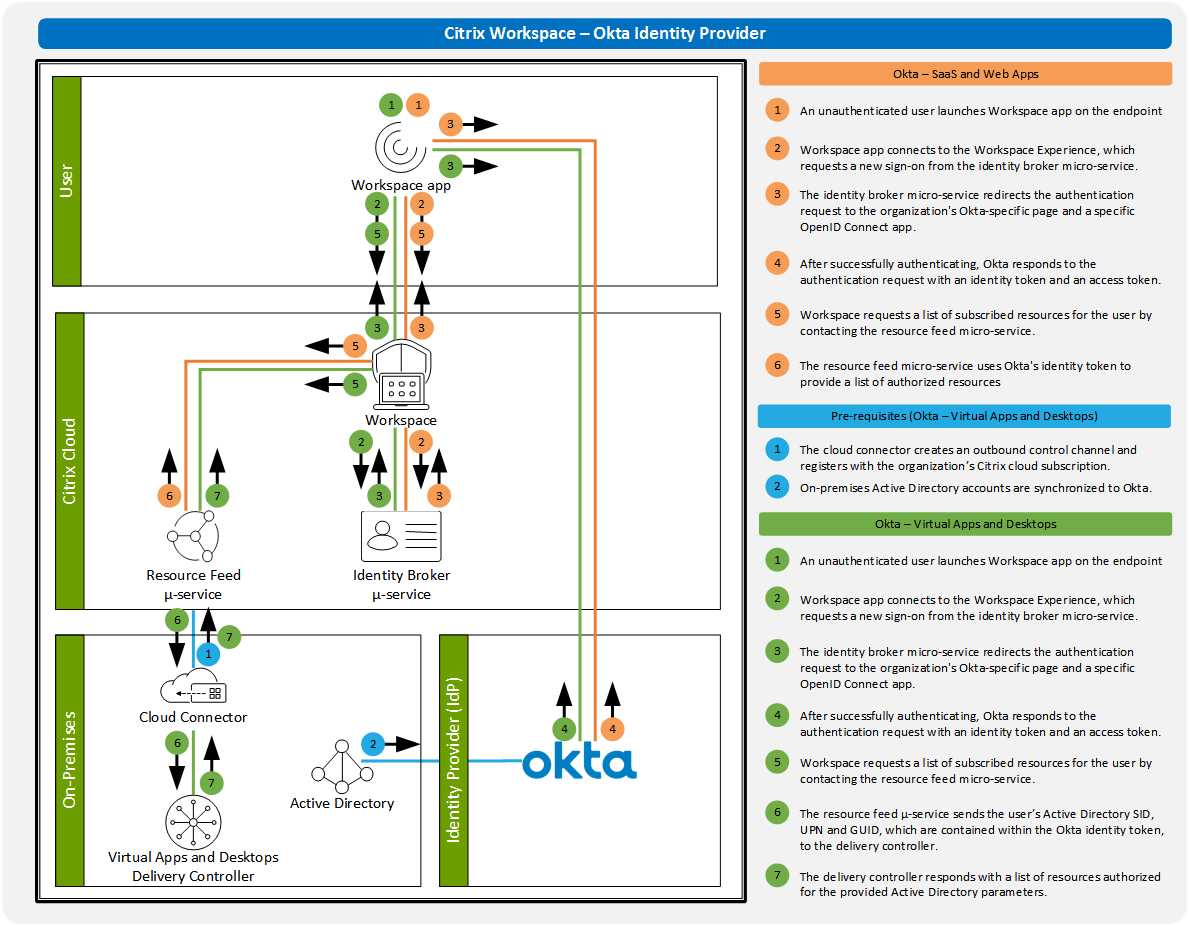 Citrix Workspace – Okta Identity Provider
User
1
1
3
3
Workspace app
2
2
5
5
Citrix Cloud
3
3
5
5
Workspace
2
2
6
7
3
3
Resource Feed
µ-service
Identity Broker
µ-service
On-Premises
6
7
1
Cloud Connector
6
7
2
Active Directory
Virtual Apps and Desktops
Delivery Controller
Identity Provider (IdP)
4
4
okta
Okta – SaaS and Web Apps
1 An unauthenticated user launches Workspace app on the endpoint
2 Workspace app connects to the Workspace Experience, which
requests a new sign-on from the identity broker micro-service.
3 The identity broker micro-service redirects the authentication
request to the organization's Okta-specific page and a specific
OpenID Connect app.
4 After successfully authenticating, Okta responds to the
authentication request with an identity token and an access token.
5 Workspace requests a list of subscribed resources for the user by
contacting the resource feed micro-service.
6 The resource feed micro-service uses Okta's identity token to
provide a list of authorized resources
Pre-requisites (Okta – Virtual Apps and Desktops)
1 The cloud connector creates an outbound control channel and
registers with the organization’s Citrix cloud subscription.
2 On-premises Active Directory accounts are synchronized to Okta.
Okta – Virtual Apps and Desktops
1 An unauthenticated user launches Workspace app on the endpoint
2 Workspace app connects to the Workspace Experience, which
requests a new sign-on from the identity broker micro-service.
3 The identity broker micro-service redirects the authentication
request to the organization's Okta-specific page and a specific
OpenID Connect app.
4 After successfully authenticating, Okta responds to the
authentication request with an identity token and an access token.
5 Workspace requests a list of subscribed resources for the user by
contacting the resource feed micro-service.
6 The resource feed µ-service sends the user’s Active Directory SID,
UPN and GUID, which are contained within the Okta identity token,
to the delivery controller.
7 The delivery controller responds with a list of resources authorized
for the provided Active Directory parameters.